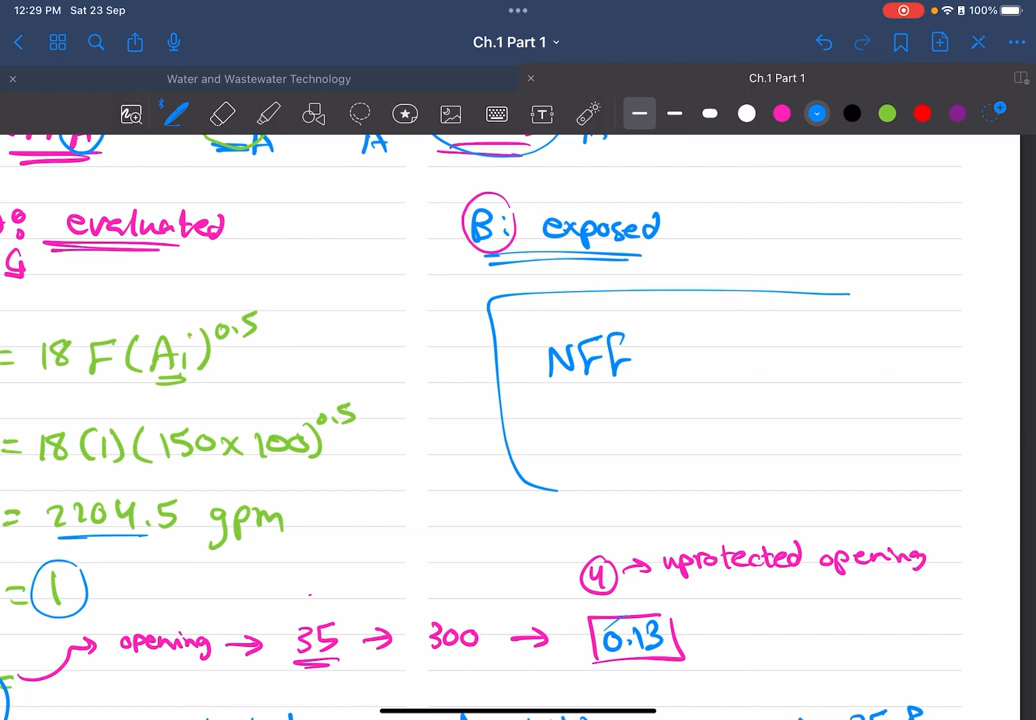 12:29 PM Sat 23 Sep
100%
Ch.1 Part 1
Water and Wastewater Technology
Ch.1 Part 1
A
A
evaluated
B: exposed
= 18 F (Ai)^0.5
NFF
= 18 (1) (150 x 100)^0.5
= 2204.5 gpm
4 → uprotected opening
= 1
opening → 35 → 300 → 0.13